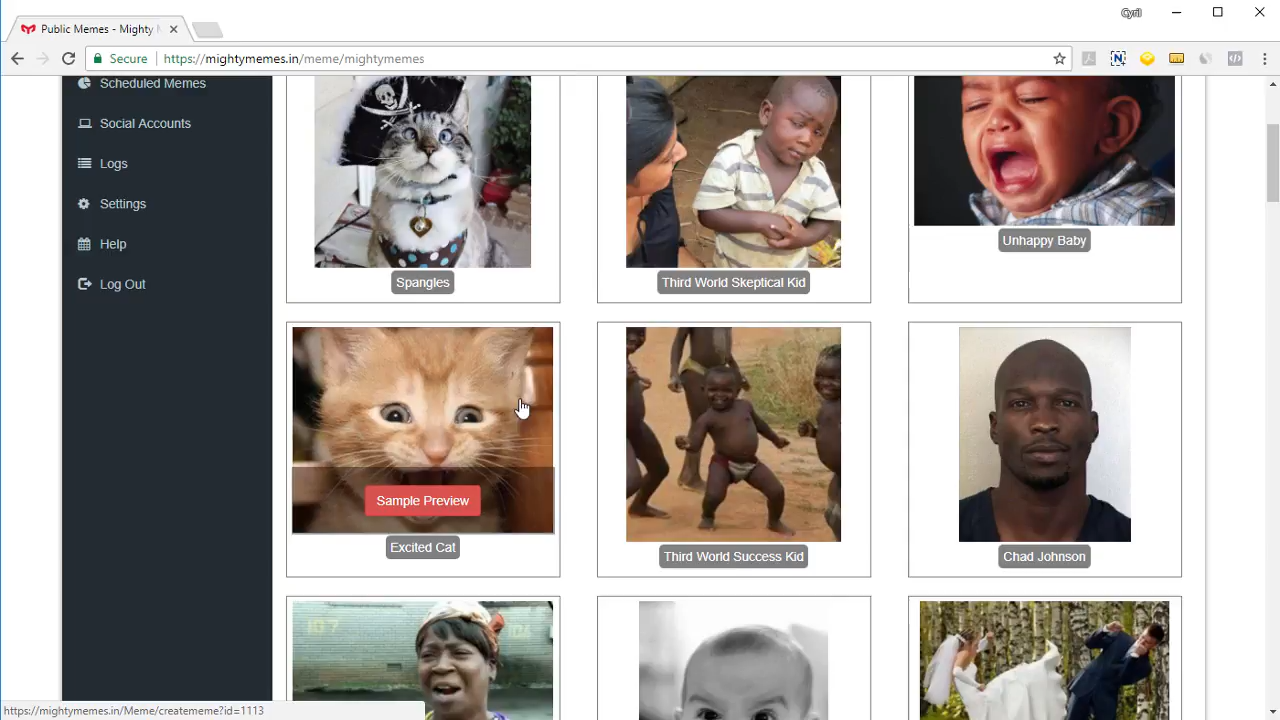 Cyril
Public Memes - Mighty
Secure
https://mightymemes.in/meme/mightymemes
Scheduled Memes
Social Accounts
Logs
Settings
Help
Log Out
Spangles
Third World Skeptical Kid
Unhappy Baby
Sample Preview
Excited Cat
Third World Success Kid
Chad Johnson
https://mightymemes.in/Meme/creatememe?id=1113